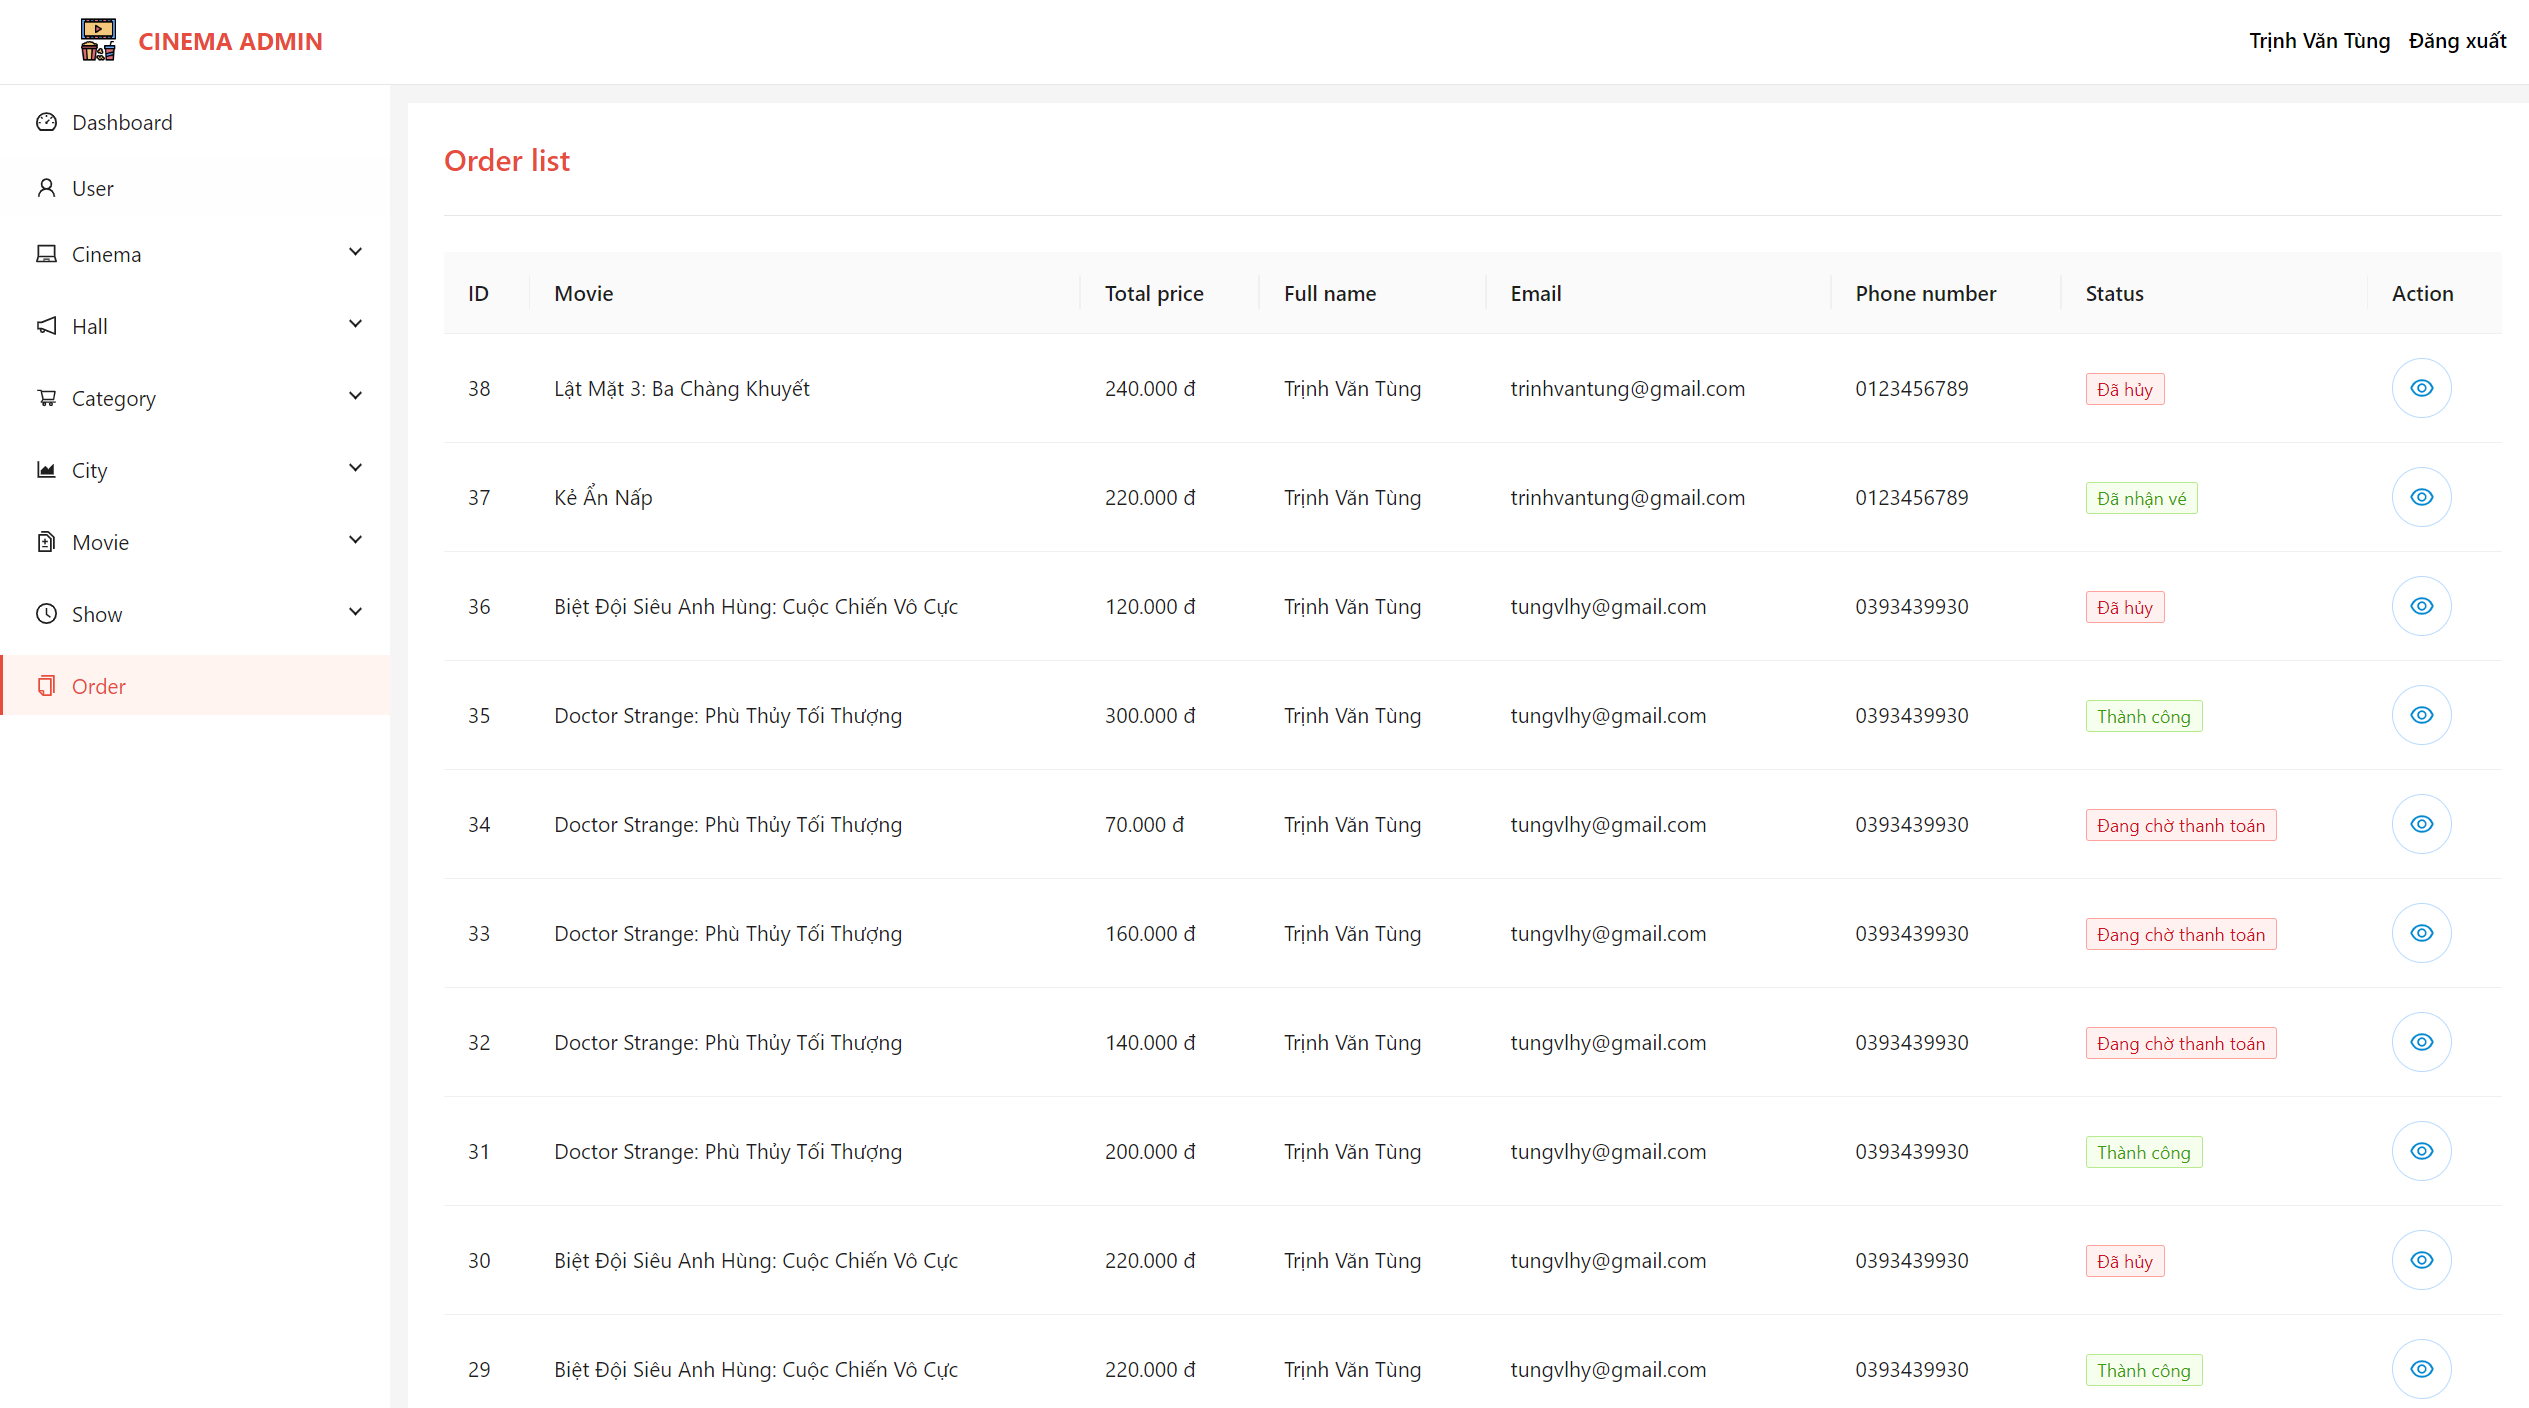 CINEMA ADMIN
Trịnh Văn Tùng Đăng xuất
Dashboard
User
Cinema
Hall
Category
City
Movie
Show
Order
Order list
ID Movie Total price Full name Email Phone number Status Action
38 Lật Mặt 3: Ba Chàng Khuyết 240.000 đ Trịnh Văn Tùng trinhvantung@gmail.com 0123456789 Đã hủy
37 Kẻ Ẩn Nấp 220.000 đ Trịnh Văn Tùng trinhvantung@gmail.com 0123456789 Đã nhận vé
36 Biệt Đội Siêu Anh Hùng: Cuộc Chiến Vô Cực 120.000 đ Trịnh Văn Tùng tungvlhy@gmail.com 0393439930 Đã hủy
35 Doctor Strange: Phù Thủy Tối Thượng 300.000 đ Trịnh Văn Tùng tungvlhy@gmail.com 0393439930 Thành công
34 Doctor Strange: Phù Thủy Tối Thượng 70.000 đ Trịnh Văn Tùng tungvlhy@gmail.com 0393439930 Đang chờ thanh toán
33 Doctor Strange: Phù Thủy Tối Thượng 160.000 đ Trịnh Văn Tùng tungvlhy@gmail.com 0393439930 Đang chờ thanh toán
32 Doctor Strange: Phù Thủy Tối Thượng 140.000 đ Trịnh Văn Tùng tungvlhy@gmail.com 0393439930 Đang chờ thanh toán
31 Doctor Strange: Phù Thủy Tối Thượng 200.000 đ Trịnh Văn Tùng tungvlhy@gmail.com 0393439930 Thành công
30 Biệt Đội Siêu Anh Hùng: Cuộc Chiến Vô Cực 220.000 đ Trịnh Văn Tùng tungvlhy@gmail.com 0393439930 Đã hủy
29 Biệt Đội Siêu Anh Hùng: Cuộc Chiến Vô Cực 220.000 đ Trịnh Văn Tùng tungvlhy@gmail.com 0393439930 Thành công